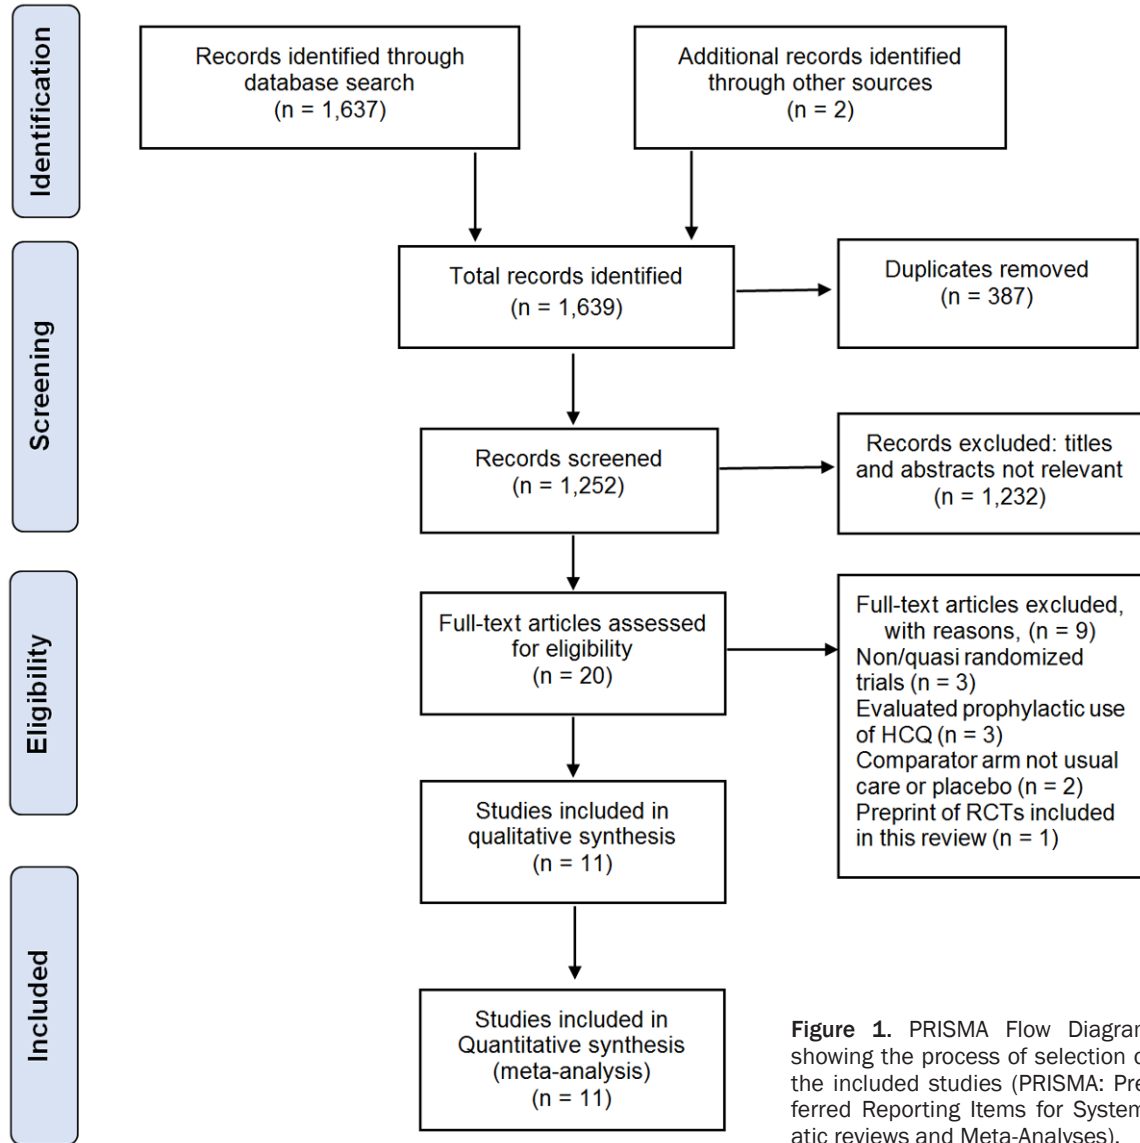 Identification
Records identified through
database search
(n = 1,637)
Additional records identified
through other sources
(n = 2)
Screening
Total records identified
(n = 1,639)
Duplicates removed
(n = 387)
Records screened
(n = 1,252)
Records excluded: titles
and abstracts not relevant
(n = 1,232)
Eligibility
Full-text articles assessed
for eligibility
(n = 20)
Full-text articles excluded,
with reasons, (n = 9)
Non/quasi randomized
trials (n = 3)
Evaluated prophylactic use
of HCQ (n = 3)
Comparator arm not usual
care or placebo (n = 2)
Preprint of RCTs included
in this review (n = 1)
Studies included in
qualitative synthesis
(n = 11)
Included
Studies included in
Quantitative synthesis
(meta-analysis)
(n = 11)
Figure 1. PRISMA Flow Diagram
showing the process of selection o
the included studies (PRISMA: Pre
ferred Reporting Items for System
atic reviews and Meta-Analyses).